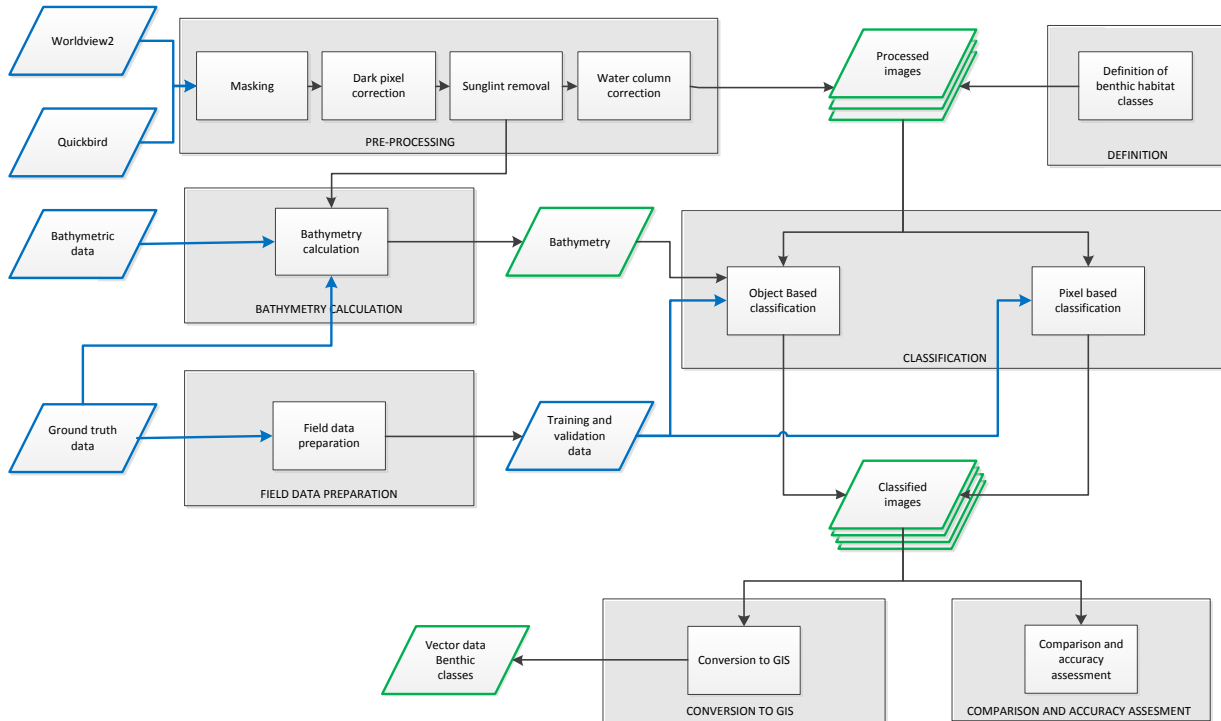 Worldview2
Quickbird
Masking
Dark pixel
correction
Sunglint removal
Water column
correction
PRE-PROCESSING
Processed
images
Definition of
benthic habitat
classes
DEFINITION
Bathymetric
data
Bathymetry
calculation
BATHYMETRY CALCULATION
Bathymetry
Object Based
classification
Pixel based
classification
CLASSIFICATION
Ground truth
data
Field data
preparation
FIELD DATA PREPARATION
Training and
validation
data
Classified
images
Vector data
Benthic
classes
Conversion to GIS
CONVERSION TO GIS
Comparison and
accuracy
assessment
COMPARISON AND ACCURACY ASSESMENT